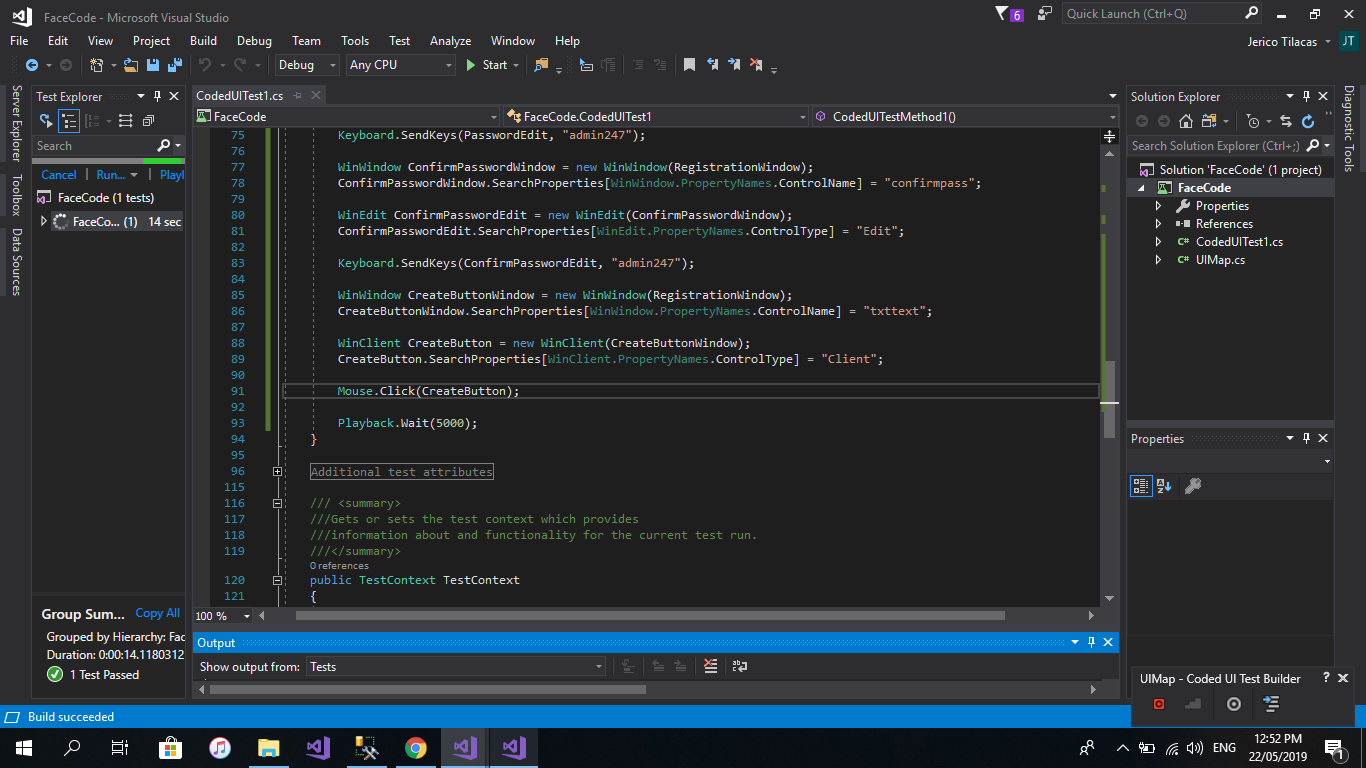 FaceCode - Microsoft Visual Studio
6
Quick Launch (Ctrl+Q)
File Edit View Project Build Debug Team Tools Test Analyze Window Help
Jerico Tilacas
JT
Debug
Any CPU
Start
Server Explorer
Toolbox
Data Sources
Test Explorer
Search
Cancel Run... Playl
FaceCode (1 tests)
FaceCo... (1) 14 sec
Group Sum... Copy All
Grouped by Hierarchy: Fac
Duration: 0:00:14.1180312
1 Test Passed
CodedUITest1.cs
FaceCode
FaceCode.CodedUITest1
CodedUITestMethod1()
75 Keyboard.SendKeys(PasswordEdit, "admin247");
76
77 WinWindow ConfirmPasswordWindow = new WinWindow(RegistrationWindow);
78 ConfirmPasswordWindow.SearchProperties[WinWindow.PropertyNames.ControlName] = "confirmpass";
79
80 WinEdit ConfirmPasswordEdit = new WinEdit(ConfirmPasswordWindow);
81 ConfirmPasswordEdit.SearchProperties[WinEdit.PropertyNames.ControlType] = "Edit";
82
83 Keyboard.SendKeys(ConfirmPasswordEdit, "admin247");
84
85 WinWindow CreateButtonWindow = new WinWindow(RegistrationWindow);
86 CreateButtonWindow.SearchProperties[WinWindow.PropertyNames.ControlName] = "txttext";
87
88 WinClient CreateButton = new WinClient(CreateButtonWindow);
89 CreateButton.SearchProperties[WinClient.PropertyNames.ControlType] = "Client";
90
91 Mouse.Click(CreateButton);
92
93 Playback.Wait(5000);
94 }
95
96 Additional test attributes
115
116 /// <summary>
117 ///Gets or sets the test context which provides
118 ///information about and functionality for the current test run.
119 ///</summary>
0 references
120 public TestContext TestContext
121 {
100 %
Output
Show output from: Tests
Solution Explorer
Search Solution Explorer (Ctrl+;)
Solution 'FaceCode' (1 project)
FaceCode
Properties
References
C# CodedUITest1.cs
C# UIMap.cs
Properties
Diagnostic Tools
UIMap - Coded UI Test Builder ?
Build succeeded
ENG
12:52 PM
22/05/2019
1